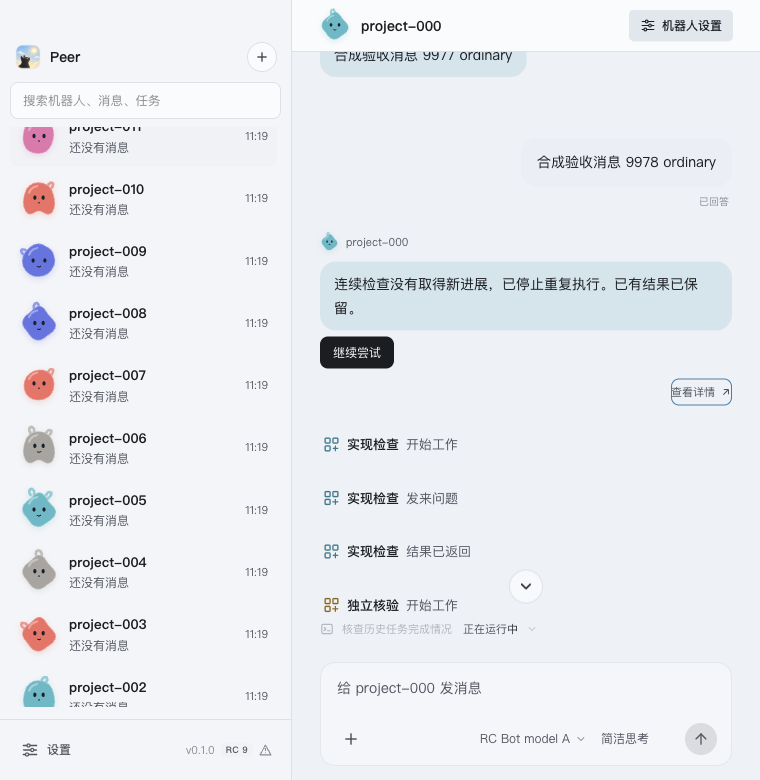 Peer
搜索机器人、消息、任务
project-011
11:19
还没有消息
project-010
11:19
还没有消息
project-009
11:19
还没有消息
project-008
11:19
还没有消息
project-007
11:19
还没有消息
project-006
11:19
还没有消息
project-005
11:19
还没有消息
project-004
11:19
还没有消息
project-003
11:19
还没有消息
project-002
11:19
还没有消息
设置
v0.1.0
RC 9
project-000
机器人设置
合成验收消息 9977 ordinary
合成验收消息 9978 ordinary
已回答
project-000
连续检查没有取得新进展，已停止重复执行。已有结果已保
留。
继续尝试
查看详情
实现检查 开始工作
实现检查 发来问题
实现检查 结果已返回
独立核验 开始工作
核查历史任务完成情况 正在运行中
给 project-000 发消息
RC Bot model A
简洁思考